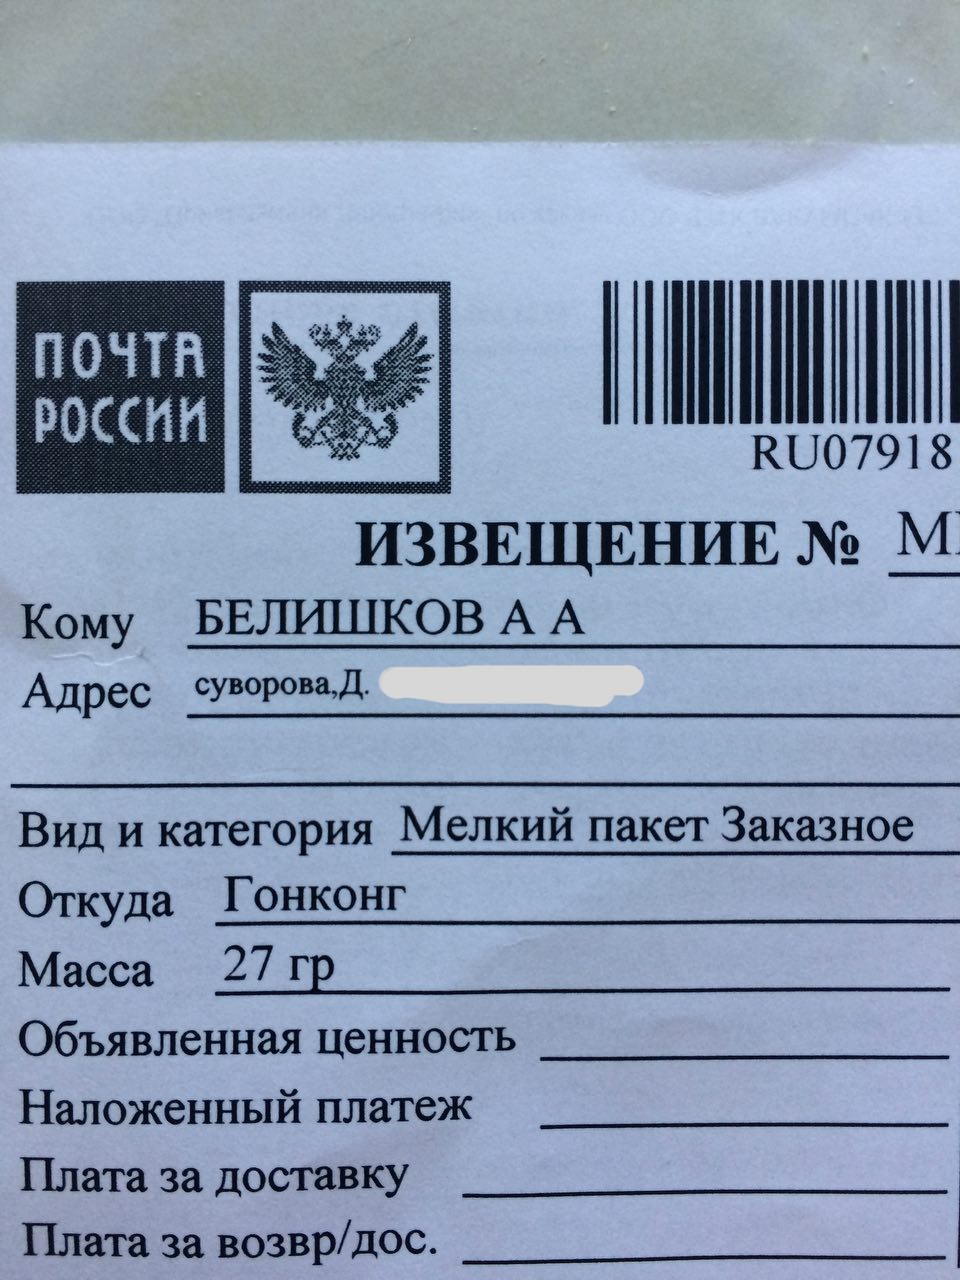 ПОЧТА
РОССИИ
RU07918
ИЗВЕЩЕНИЕ №
Кому БЕЛИШКОВ А А
Адрес суворова,Д.
Вид и категория Мелкий пакет Заказное
Откуда Гонконг
Масса 27 гр
Объявленная ценность
Наложенный платеж
Плата за доставку
Плата за возвр/дос.